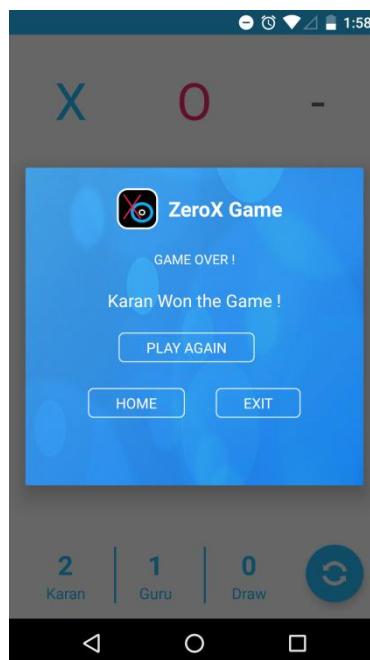 1:58
X O -
ZeroX Game
GAME OVER !
Karan Won the Game !
PLAY AGAIN
HOME EXIT
2 1 0
Karan Guru Draw